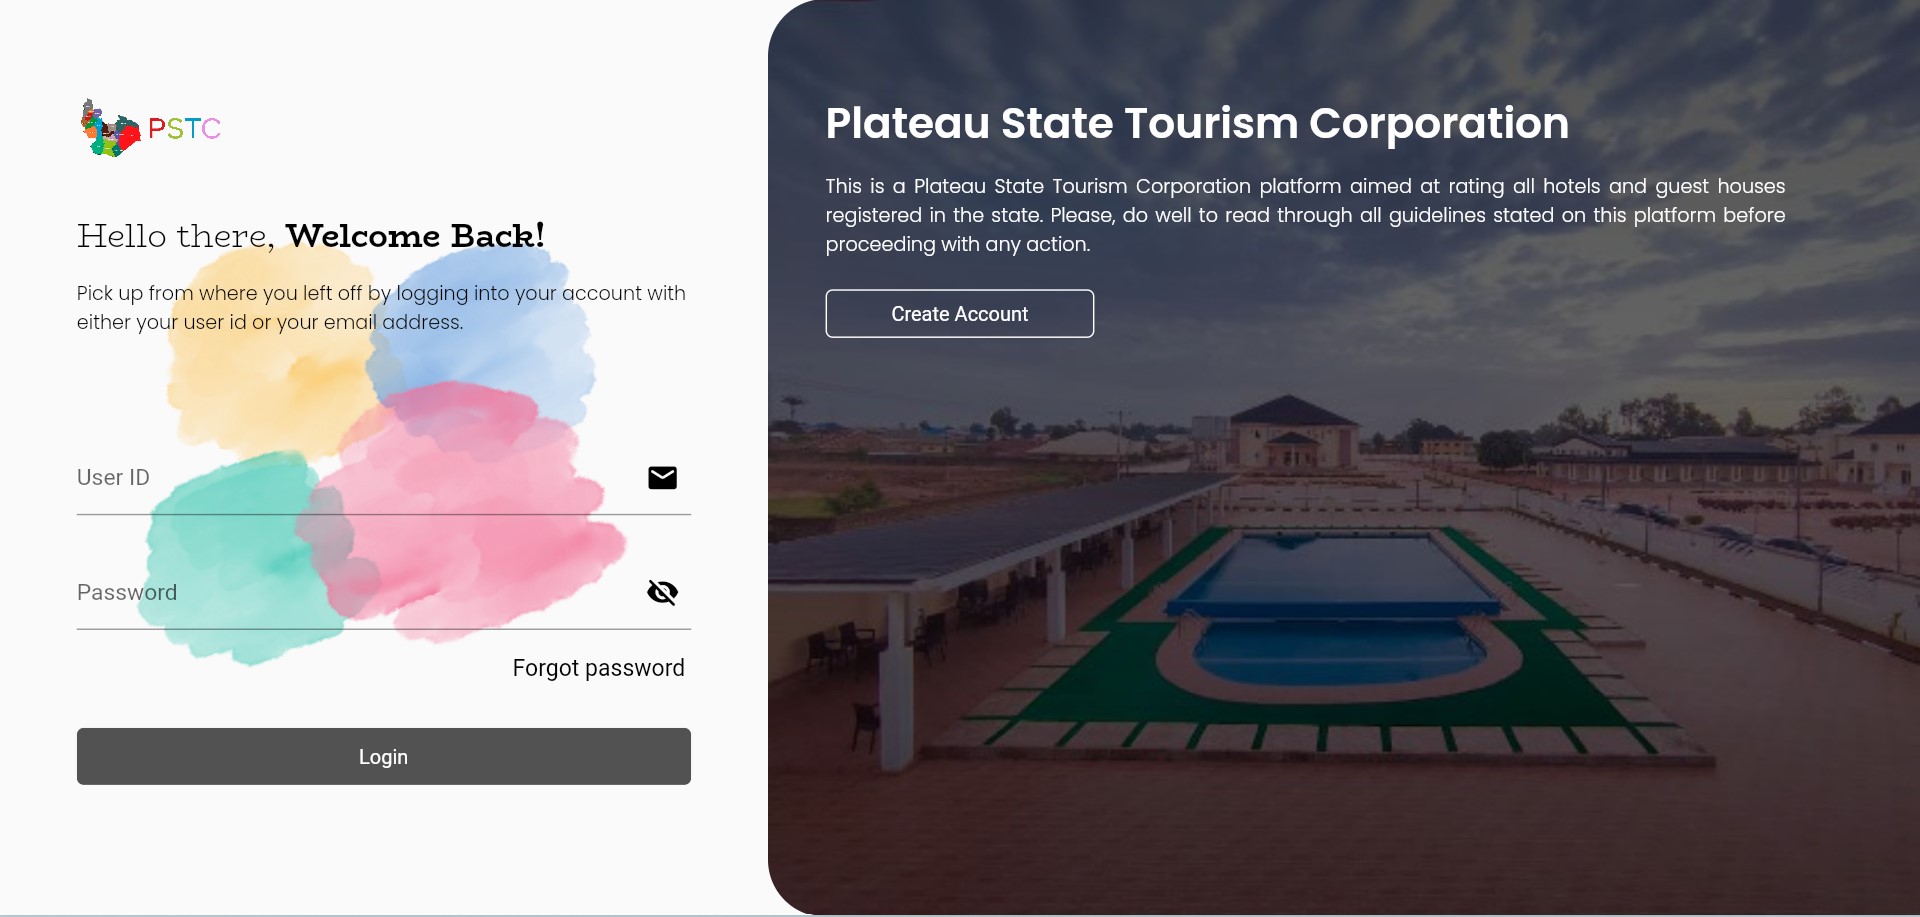 PSTC
Hello there, Welcome Back!
Pick up from where you left off by logging into your account with
either your user id or your email address.
User ID
Password
Forgot password
Login
Plateau State Tourism Corporation
This is a Plateau State Tourism Corporation platform aimed at rating all hotels and guest houses
registered in the state. Please, do well to read through all guidelines stated on this platform before
proceeding with any action.
Create Account